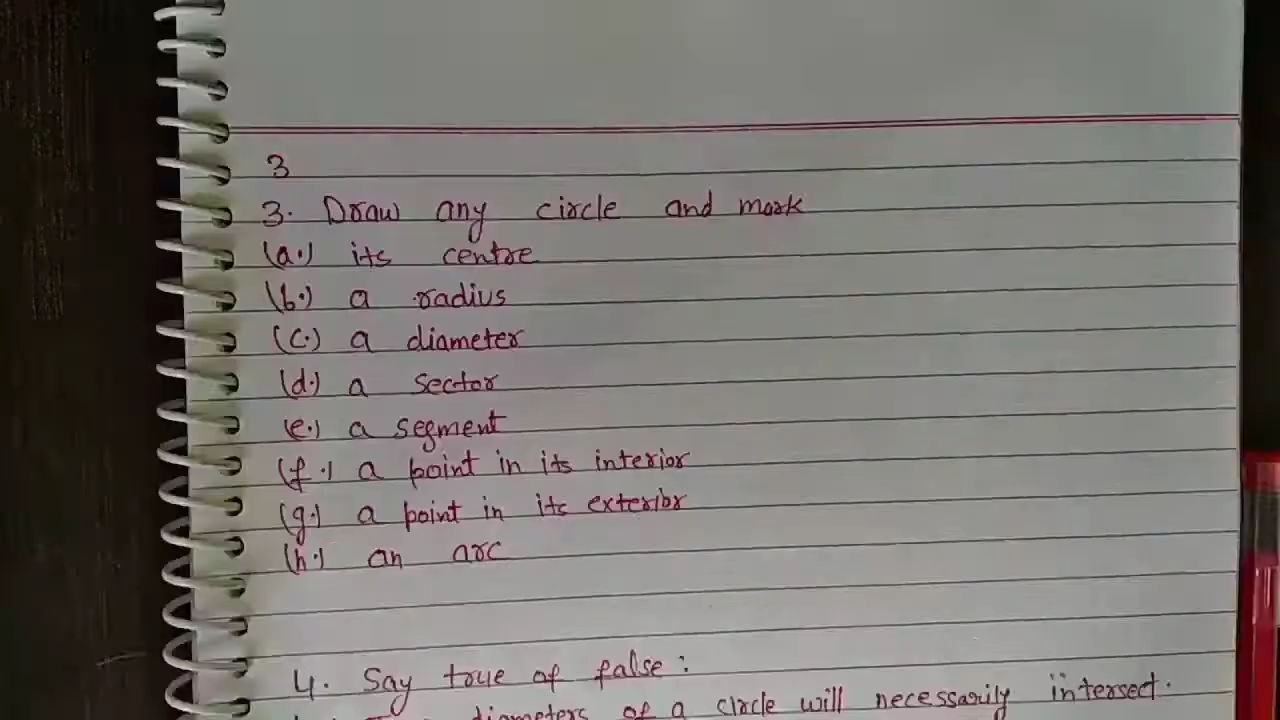 3
3. Draw any circle and mark
(a.) its centre
(b.) a radius
(c.) a diameter
(d.) a sector
(e.) a segment
(f.) a point in its interior
(g.) a point in its exterior
(h.) an arc
4. Say true of false :
diameters of a circle will necessarily intersect.